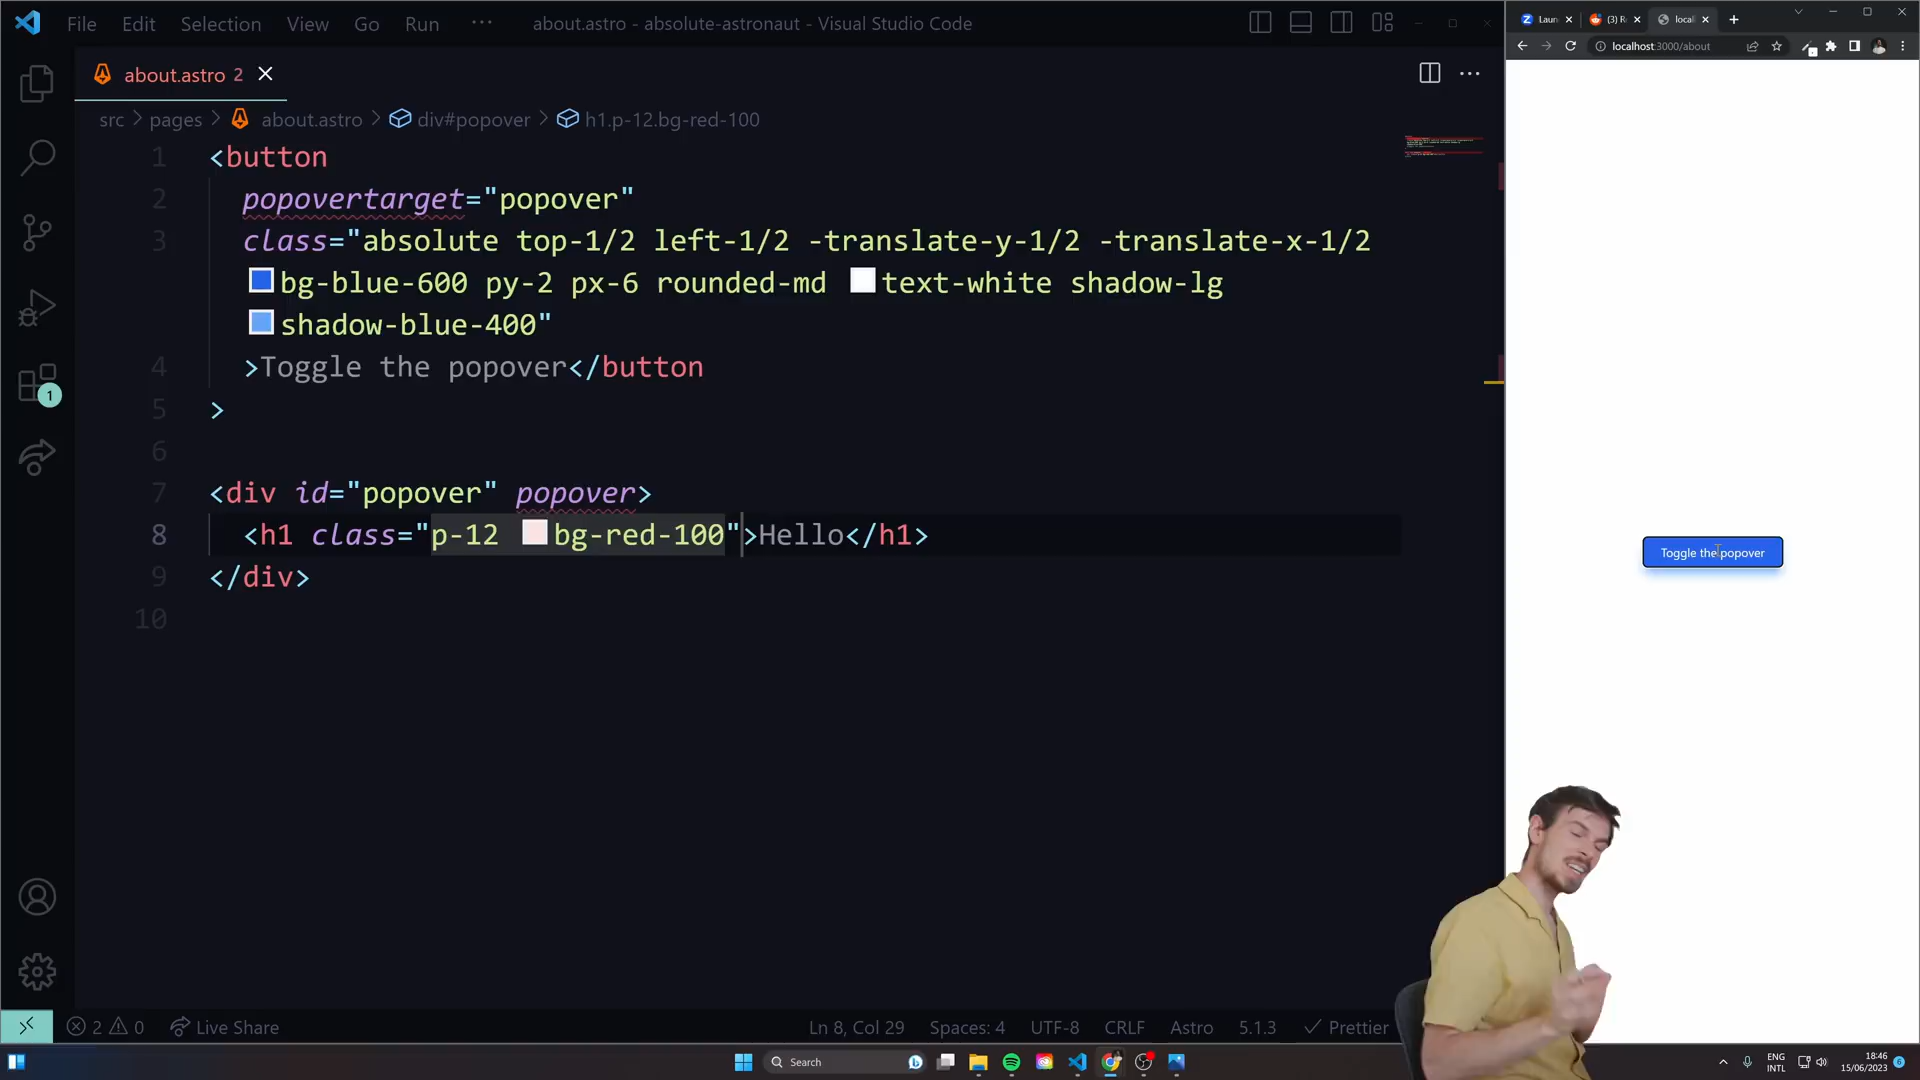 File Edit Selection View Go Run ··· about.astro - absolute-astronaut - Visual Studio Code
about.astro 2
src > pages > about.astro > div#popover > h1.p-12.bg-red-100
1 <button
2 popovertarget="popover"
3 class="absolute top-1/2 left-1/2 -translate-y-1/2 -translate-x-1/2
bg-blue-600 py-2 px-6 rounded-md text-white shadow-lg
shadow-blue-400"
4 >Toggle the popover</button
5 >
6
7 <div id="popover" popover>
8 <h1 class="p-12 bg-red-100">Hello</h1>
9 </div>
10
1
2 0 Live Share Ln 8, Col 29 Spaces: 4 UTF-8 CRLF Astro 5.1.3 Prettier
Laun (3) R local
localhost:3000/about
Toggle the popover
Search
ENG
INTL
18:46
15/06/2023
6